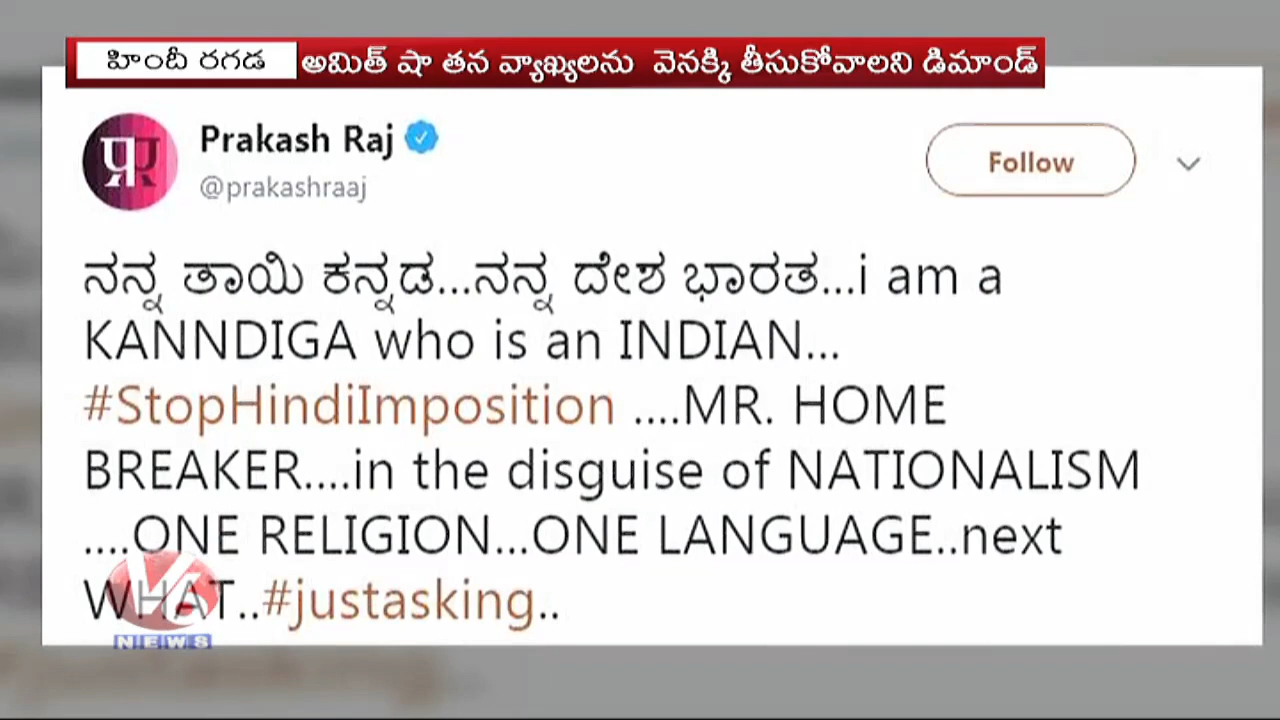 హిందీ రగడ అమిత్ షా తన వ్యాఖ్యలను వెనక్కి తీసుకోవాలని డిమాండ్
Prakash Raj
@prakashraaj
Follow
ನನ್ನ ತಾಯಿ ಕನ್ನಡ...ನನ್ನ ದೇಶ ಭಾರತ...i am a
KANNDIGA who is an INDIAN...
#StopHindiImposition ....MR. HOME
BREAKER....in the disguise of NATIONALISM
....ONE RELIGION...ONE LANGUAGE..next
WHAT..#justasking..
V6
NEWS